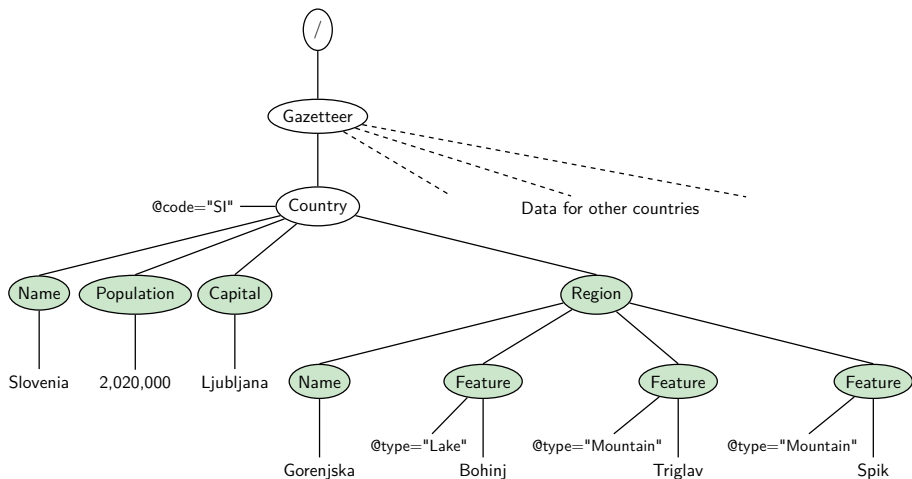 /
Gazetteer
@code="SI"
Country
Data for other countries
Name
Population
Capital
Region
Slovenia
2,020,000
Ljubljana
Name
Feature
Feature
Feature
@type="Lake"
@type="Mountain"
@type="Mountain"
Gorenjska
Bohinj
Triglav
Spik